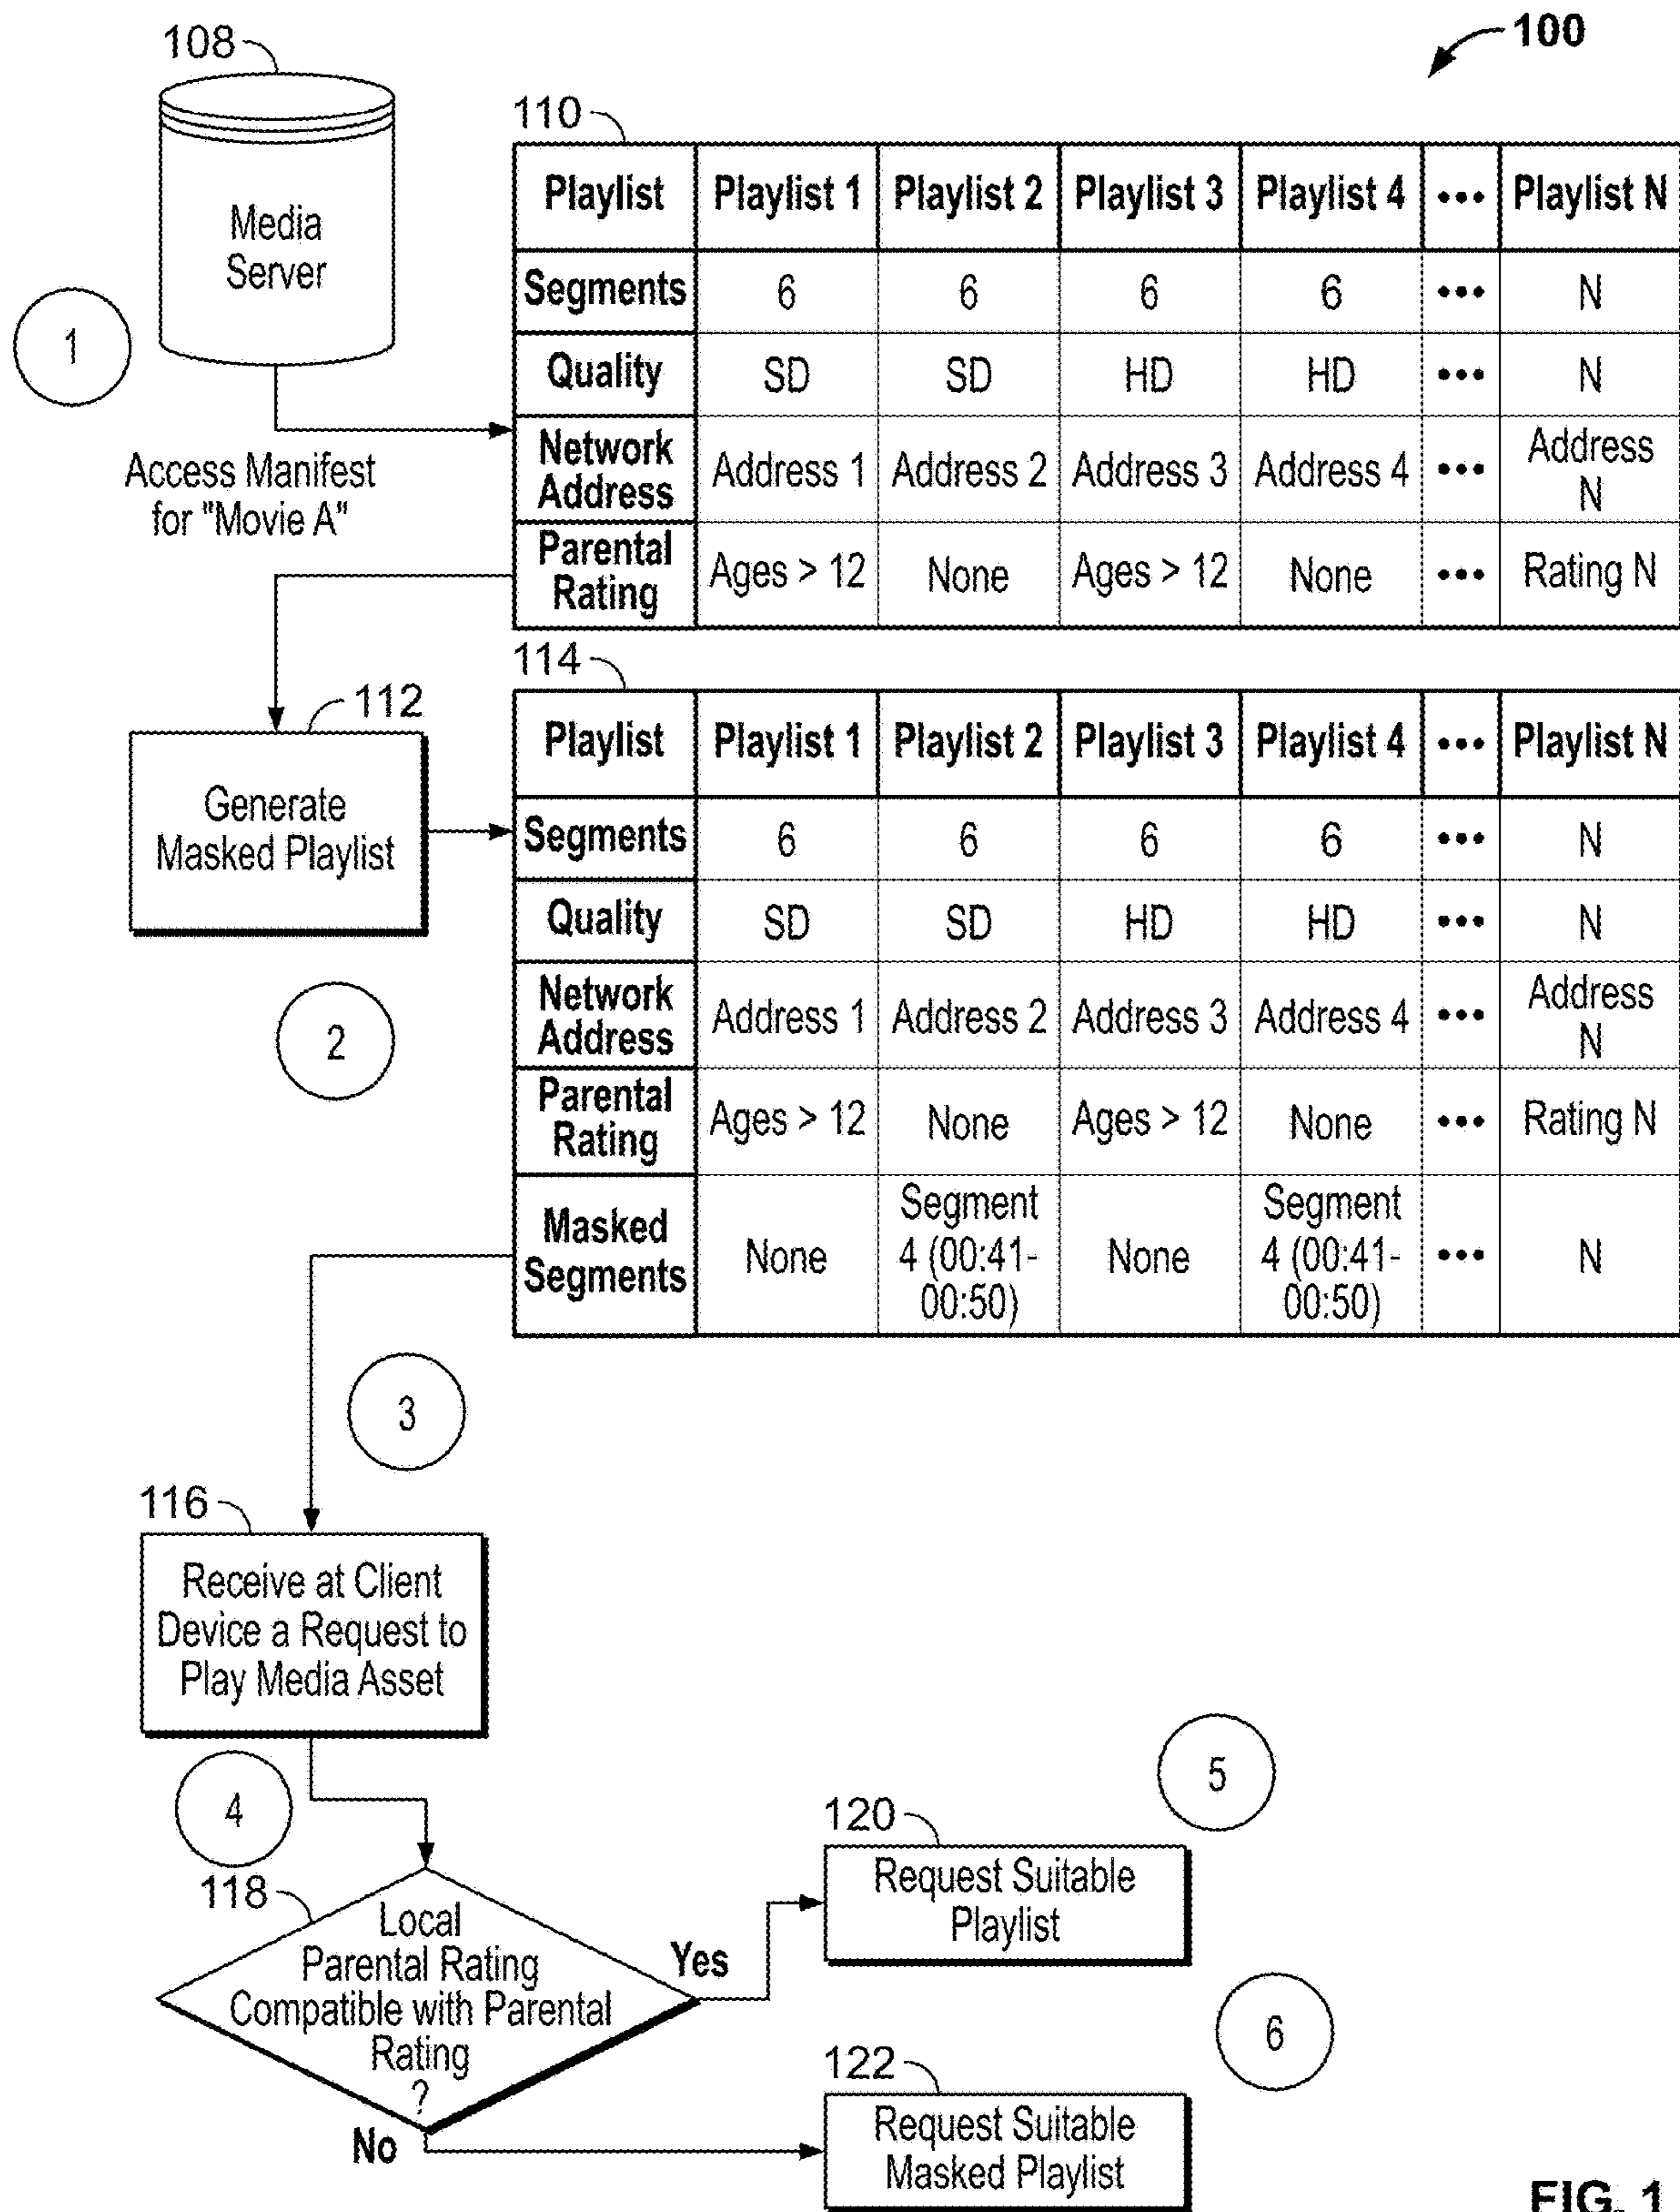 100
108
Media
Server
1
Access Manifest
for "Movie A"
110
Playlist Playlist 1 Playlist 2 Playlist 3 Playlist 4 ••• Playlist N
Segments 6 6 6 6 ••• N
Quality SD SD HD HD ••• N
Network
Address Address 1 Address 2 Address 3 Address 4 ••• Address
N
Parental
Rating Ages > 12 None Ages > 12 None ••• Rating N
112
Generate
Masked Playlist
2
114
Playlist Playlist 1 Playlist 2 Playlist 3 Playlist 4 ••• Playlist N
Segments 6 6 6 6 ••• N
Quality SD SD HD HD ••• N
Network
Address Address 1 Address 2 Address 3 Address 4 ••• Address
N
Parental
Rating Ages > 12 None Ages > 12 None ••• Rating N
Masked
Segments None Segment
4 (00:41-
00:50) None Segment
4 (00:41-
00:50) ••• N
3
116
Receive at Client
Device a Request to
Play Media Asset
4
118
Local
Parental Rating
Compatible with Parental
Rating
?
Yes
No
120
Request Suitable
Playlist
5
122
Request Suitable
Masked Playlist
6
FIG. 1